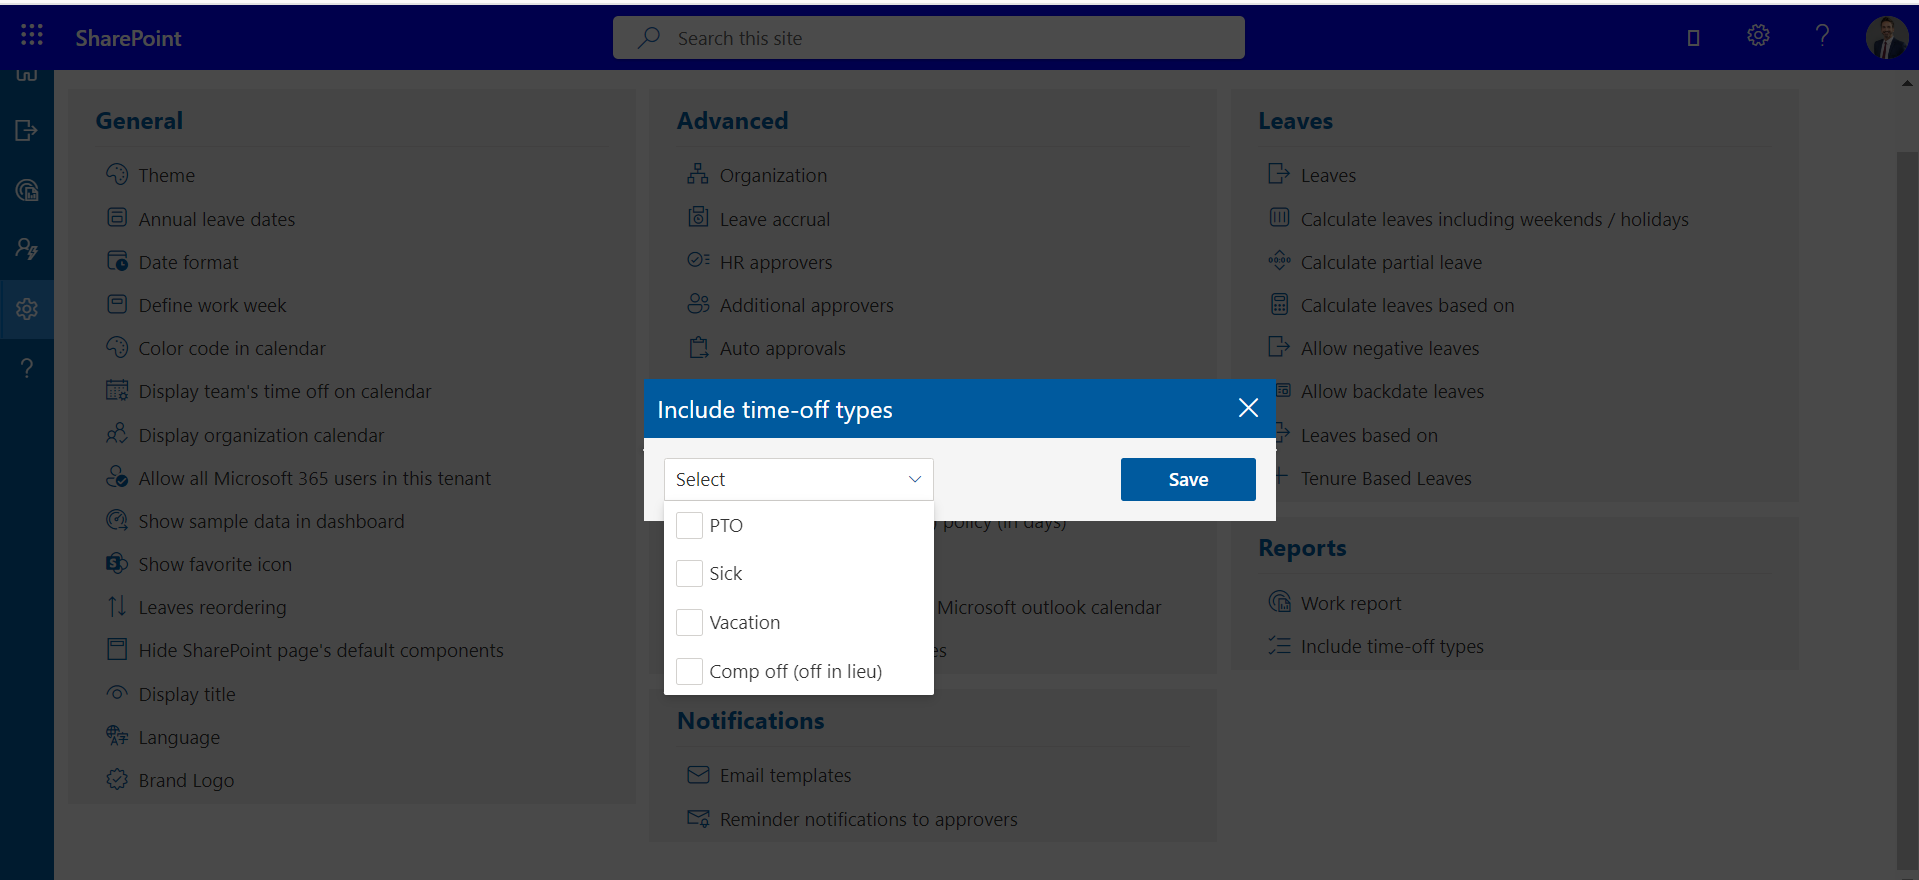 SharePoint
Search this site
General
Theme
Annual leave dates
Date format
Define work week
Color code in calendar
Display team's time off on calendar
Display organization calendar
Allow all Microsoft 365 users in this tenant
Show sample data in dashboard
Show favorite icon
Leaves reordering
Hide SharePoint page's default components
Display title
Language
Brand Logo
Advanced
Organization
Leave accrual
HR approvers
Additional approvers
Auto approvals
Include time-off types
Select
Save
PTO
Sick
Vacation
Comp off (off in lieu)
policy (in days)
Microsoft outlook calendar
Notifications
Email templates
Reminder notifications to approvers
Leaves
Leaves
Calculate leaves including weekends / holidays
Calculate partial leave
Calculate leaves based on
Allow negative leaves
Allow backdate leaves
Leaves based on
Tenure Based Leaves
Reports
Work report
Include time-off types